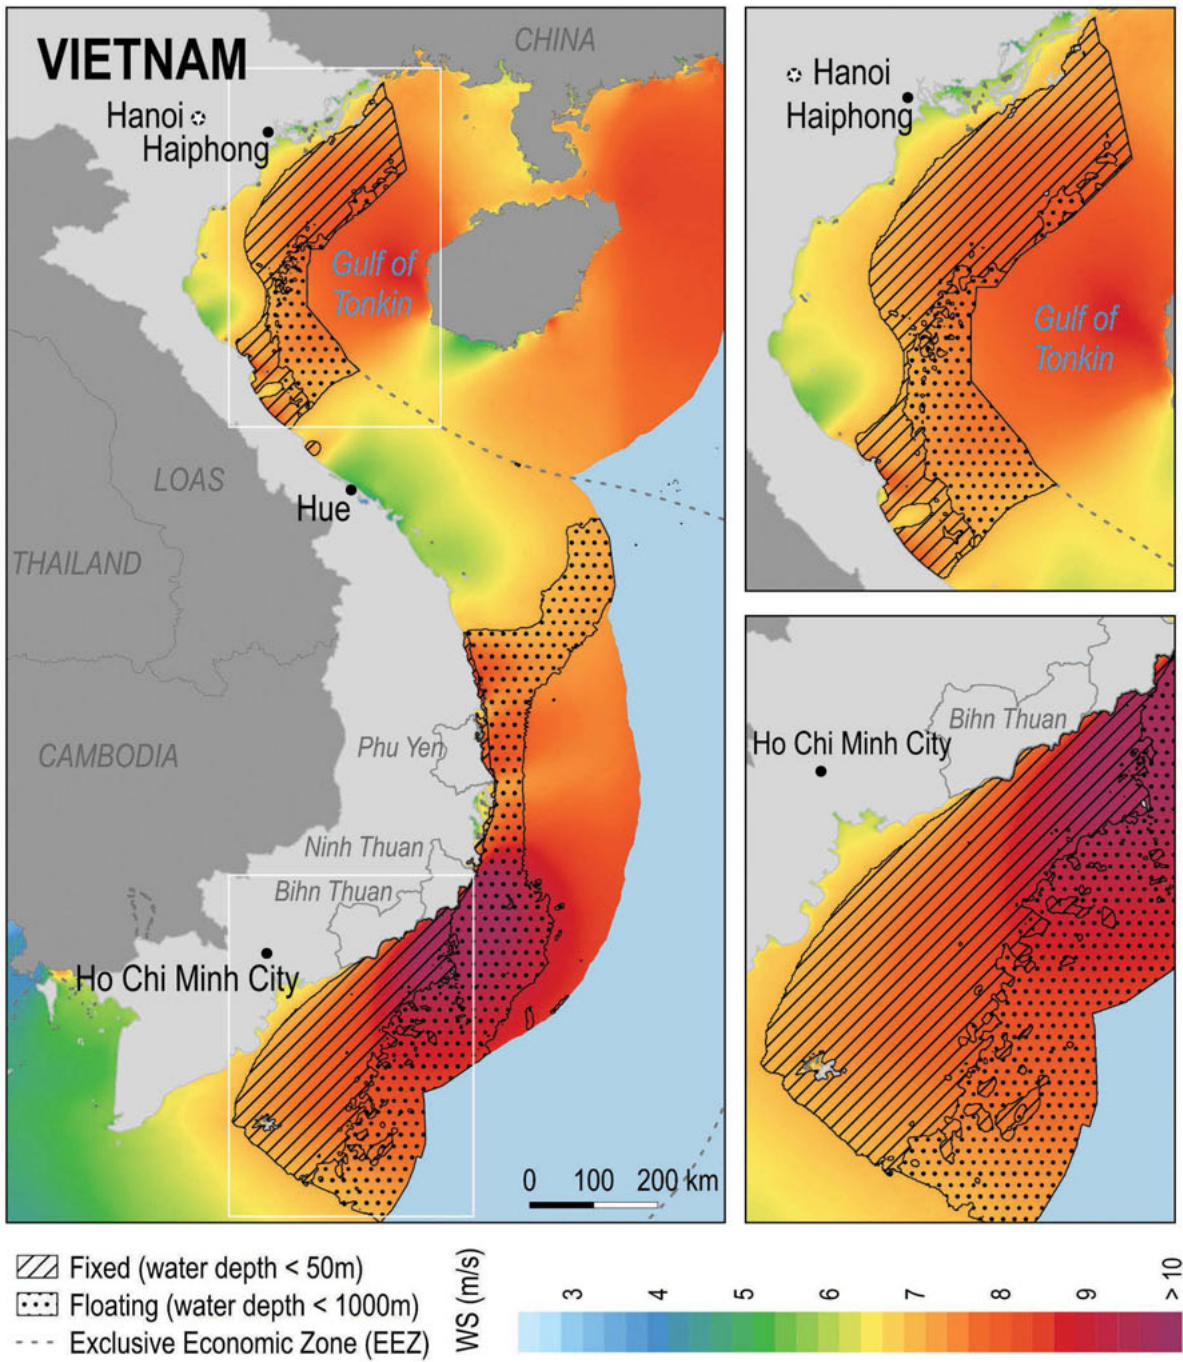 VIETNAM
CHINA
Hanoi
Haiphong
Gulf of
Tonkin
LOAS
Hue
THAILAND
CAMBODIA
Phu Yen
Ninh Thuan
Bihn Thuan
Ho Chi Minh City
0 100 200 km
Hanoi
Haiphong
Gulf of
Tonkin
Bihn Thuan
Ho Chi Minh City
Fixed (water depth < 50m)
Floating (water depth < 1000m)
Exclusive Economic Zone (EEZ)
WS (m/s)
3 4 5 6 7 8 9 > 10